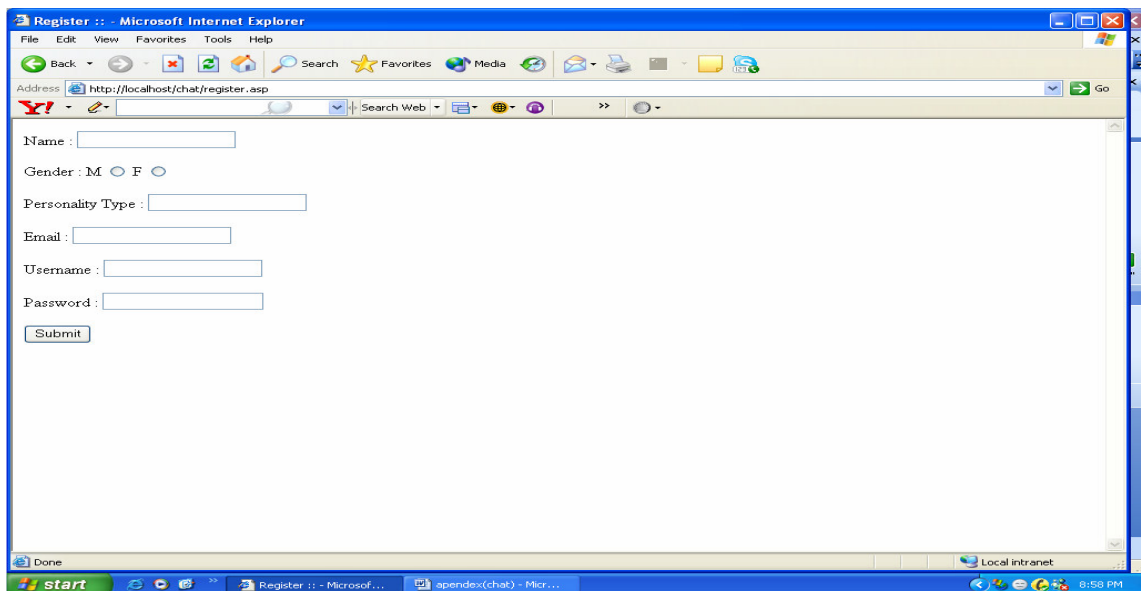 Register :: - Microsoft Internet Explorer
File Edit View Favorites Tools Help
Back Search Favorites Media
Address http://localhost/chat/register.asp Go
Y! Search Web >>
Name :
Gender : M F
Personality Type :
Email :
Username :
Password :
Submit
Done Local intranet
start >> Register :: - Microsof... apendex(chat) - Micr... 8:58 PM